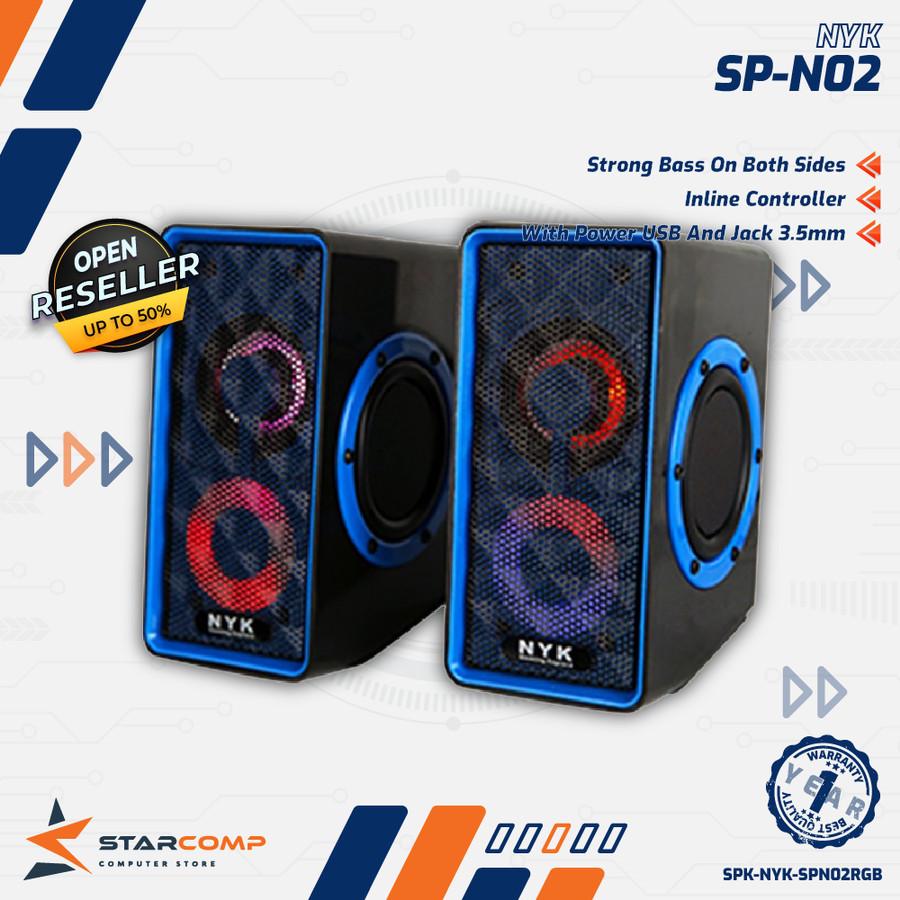 NYK
SP-N02
Strong Bass On Both Sides
Inline Controller
With Power USB And Jack 3.5mm
OPEN
RESELLER
UP TO 50%
NYK
NYK
WARRANTY
1
YEAR
BEST QUALITY
STARCOMP
COMPUTER STORE
SPK-NYK-SPN02RGB